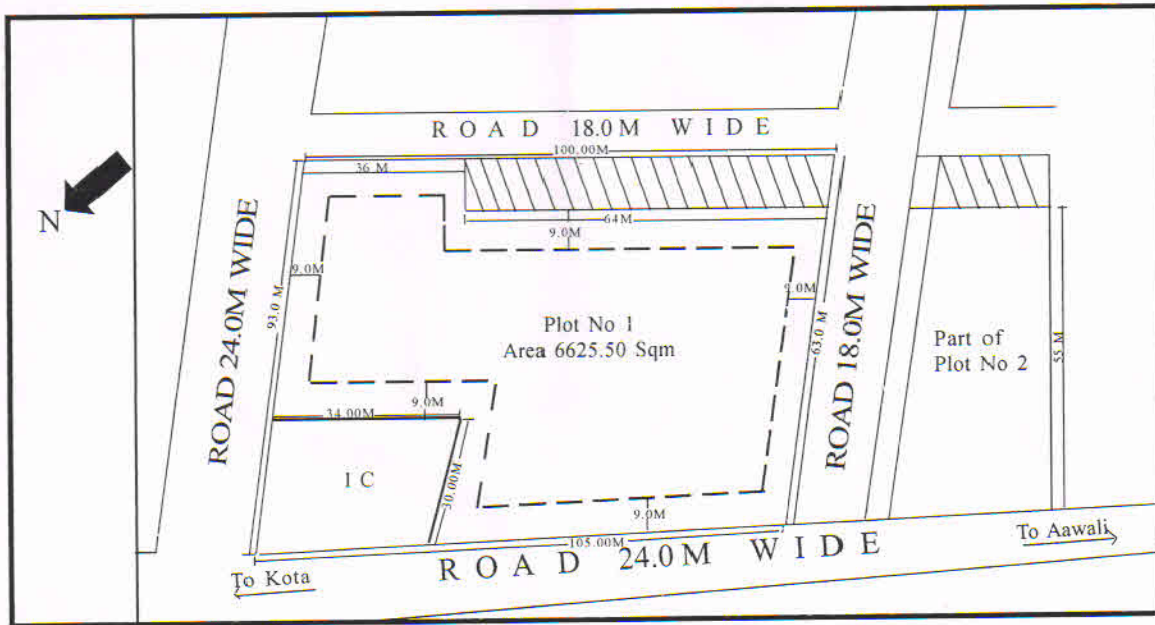 ROAD 18.0M WIDE
100.00M
36 M
64M
9.0M
N
ROAD 24.0M WIDE
93.0 M
9.0M
9.0M
63.0 M
ROAD 18.0M WIDE
Plot No 1
Area 6625.50 Sqm
Part of
Plot No 2
55 M
34.00M
9.0M
1 C
30.00M
9.0M
105.00M
ROAD 24.0 M WIDE
To Kota
To Aawali